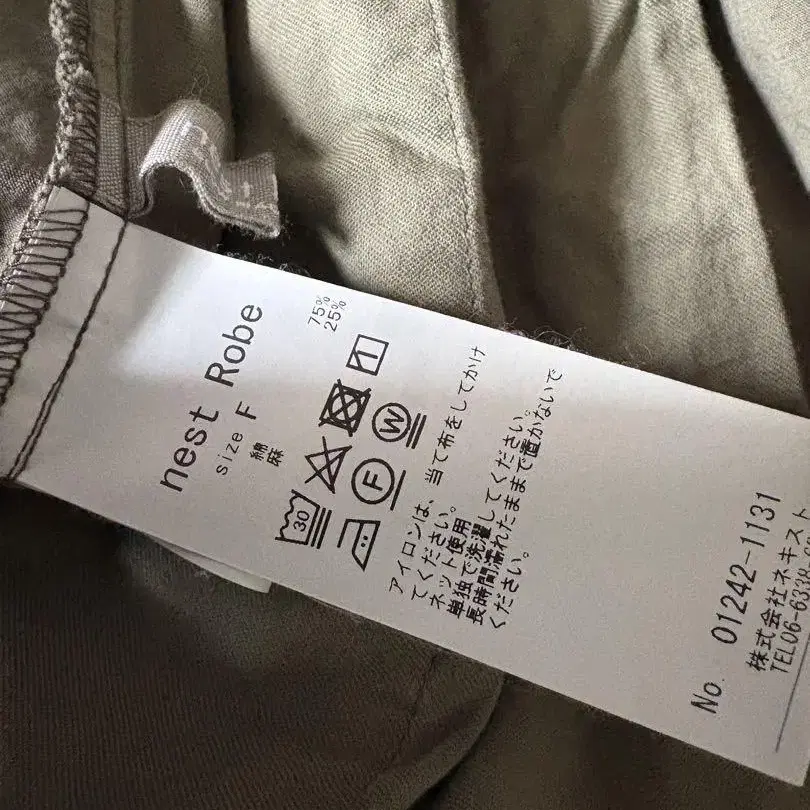 nest Robe
size F
綿 75%
麻 25%
30
F W
アイロンは、当て布をしてかけ
てください。
ネット使用
単独で洗濯してください。
長時間濡れたままで置かないで
ください。
No. 01242-1131
株式会社ネキスト
TEL06-6338-